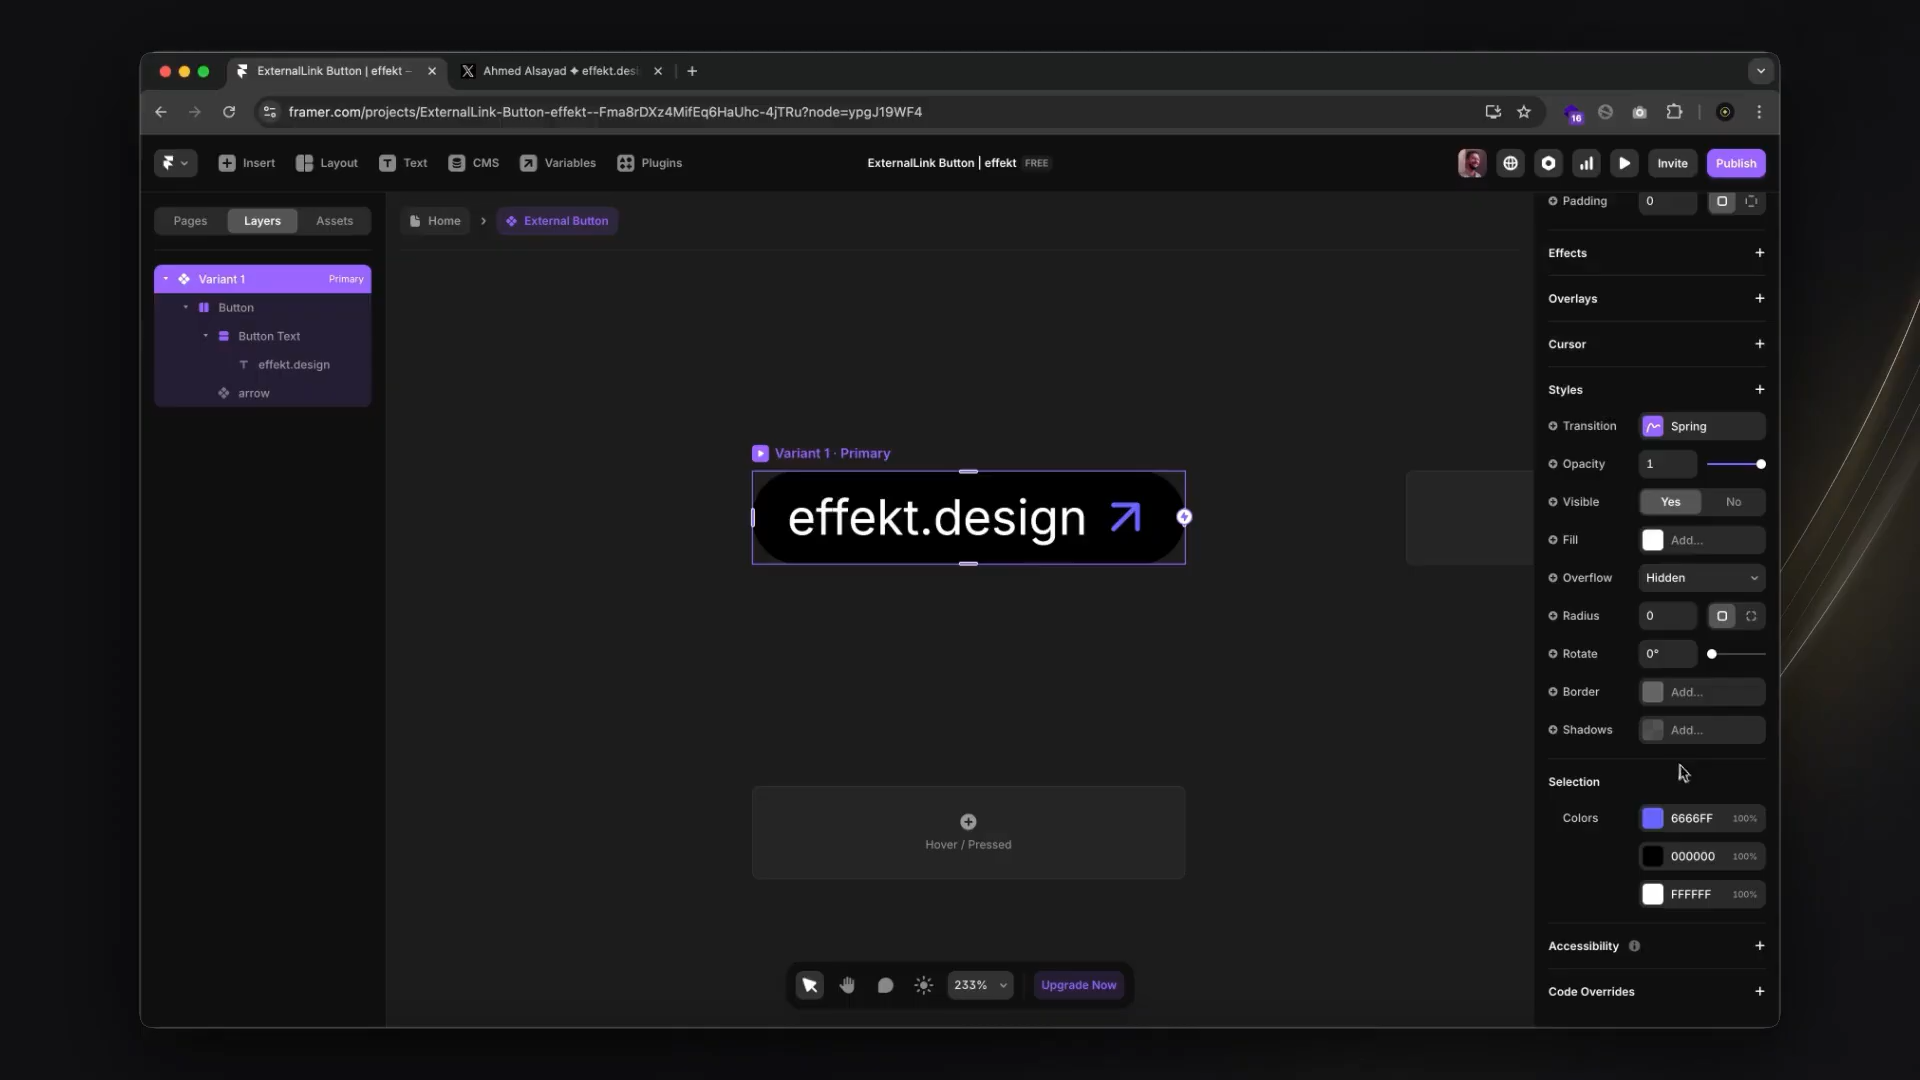 ExternalLink Button | effekt –
Ahmed Alsayad ✦ effekt.des
framer.com/projects/ExternalLink-Button-effekt--Fma8rDXz4MifEq6HaUhc-4jTRu?node=ypgJ19WF4
16
Insert
Layout
Text
CMS
Variables
Plugins
ExternalLink Button | effekt FREE
Invite
Publish
Pages
Layers
Assets
Home
External Button
Padding 0
Variant 1 Primary
Button
Button Text
effekt.design
arrow
Effects
Overlays
Cursor
Styles
Transition Spring
Opacity 1
Visible Yes No
Fill Add...
Overflow Hidden
Radius 0
Rotate 0°
Border Add...
Shadows Add...
Selection
Colors 6666FF 100%
000000 100%
FFFFFF 100%
Accessibility
Code Overrides
Variant 1 · Primary
effekt.design
Hover / Pressed
233%
Upgrade Now